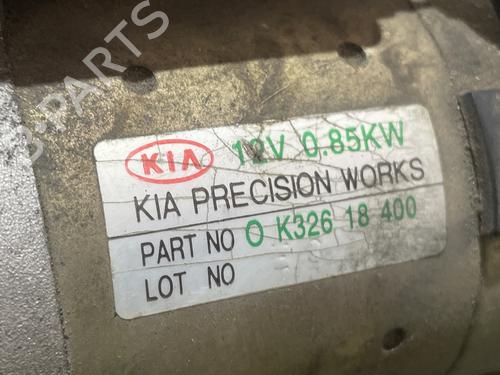 B-PARTS
KIA 12V 0.85KW
KIA PRECISION WORKS
PART NO 0 K326 18 400
LOT NO